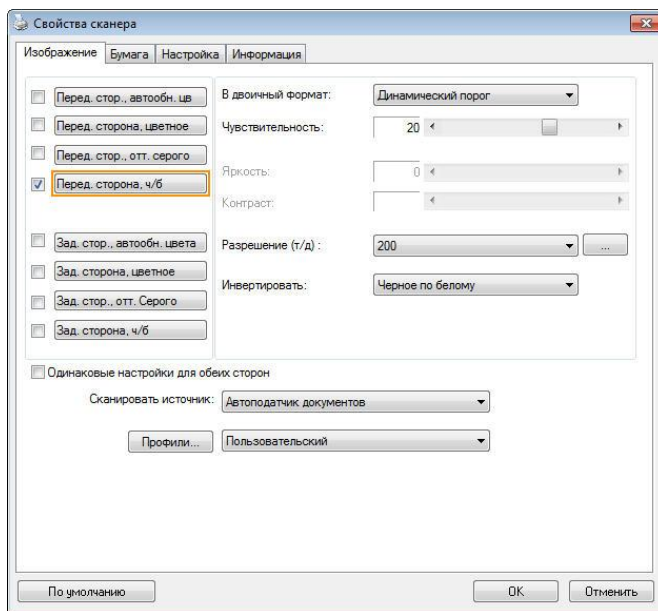 Свойства сканера
Изображение Бумага Настройка Информация
Перед. стор., автообн. цв
Перед. сторона, цветное
Перед. стор., отт. серого
Перед. сторона, ч/б
Зад. стор., автообн. цвета
Зад. сторона, цветное
Зад. стор., отт. Серого
Зад. сторона, ч/б
В двоичный формат: Динамический порог
Чувствительность: 20
Яркость: 0
Контраст:
Разрешение (т/д) : 200 ...
Инвертировать: Черное по белому
Одинаковые настройки для обеих сторон
Сканировать источник: Автоподатчик документов
Профили... Пользовательский
По умолчанию OK Отменить